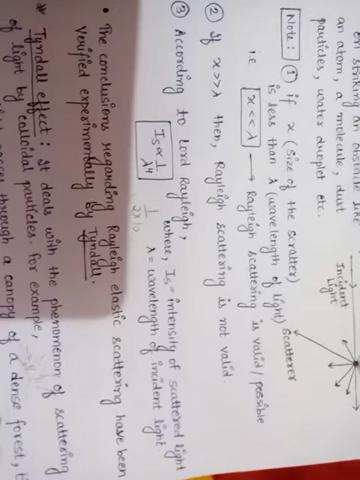 on striking an obstacle like
an atom, a molecule, dust
particles, water droplet etc.
Incident
Light
Scatterer
Note: ① if x (size of the scatter)
is less than λ (wavelength of light)
i.e x << λ → Rayleigh scattering is valid/possible
② If x >> λ then, Rayleigh scattering is not valid
③ According to Lord Rayleigh,
Is ∝ 1/λ⁴
where, Is = intensity of scattered light
λ = wavelength of incident light
• The conclusions regarding Rayleigh elastic scattering have been
verified experimentally by Tyndall.
* Tyndall effect: It deals with the phenomenon of scattering
of light by colloidal particles. For example,
through a canopy of a dense forest,